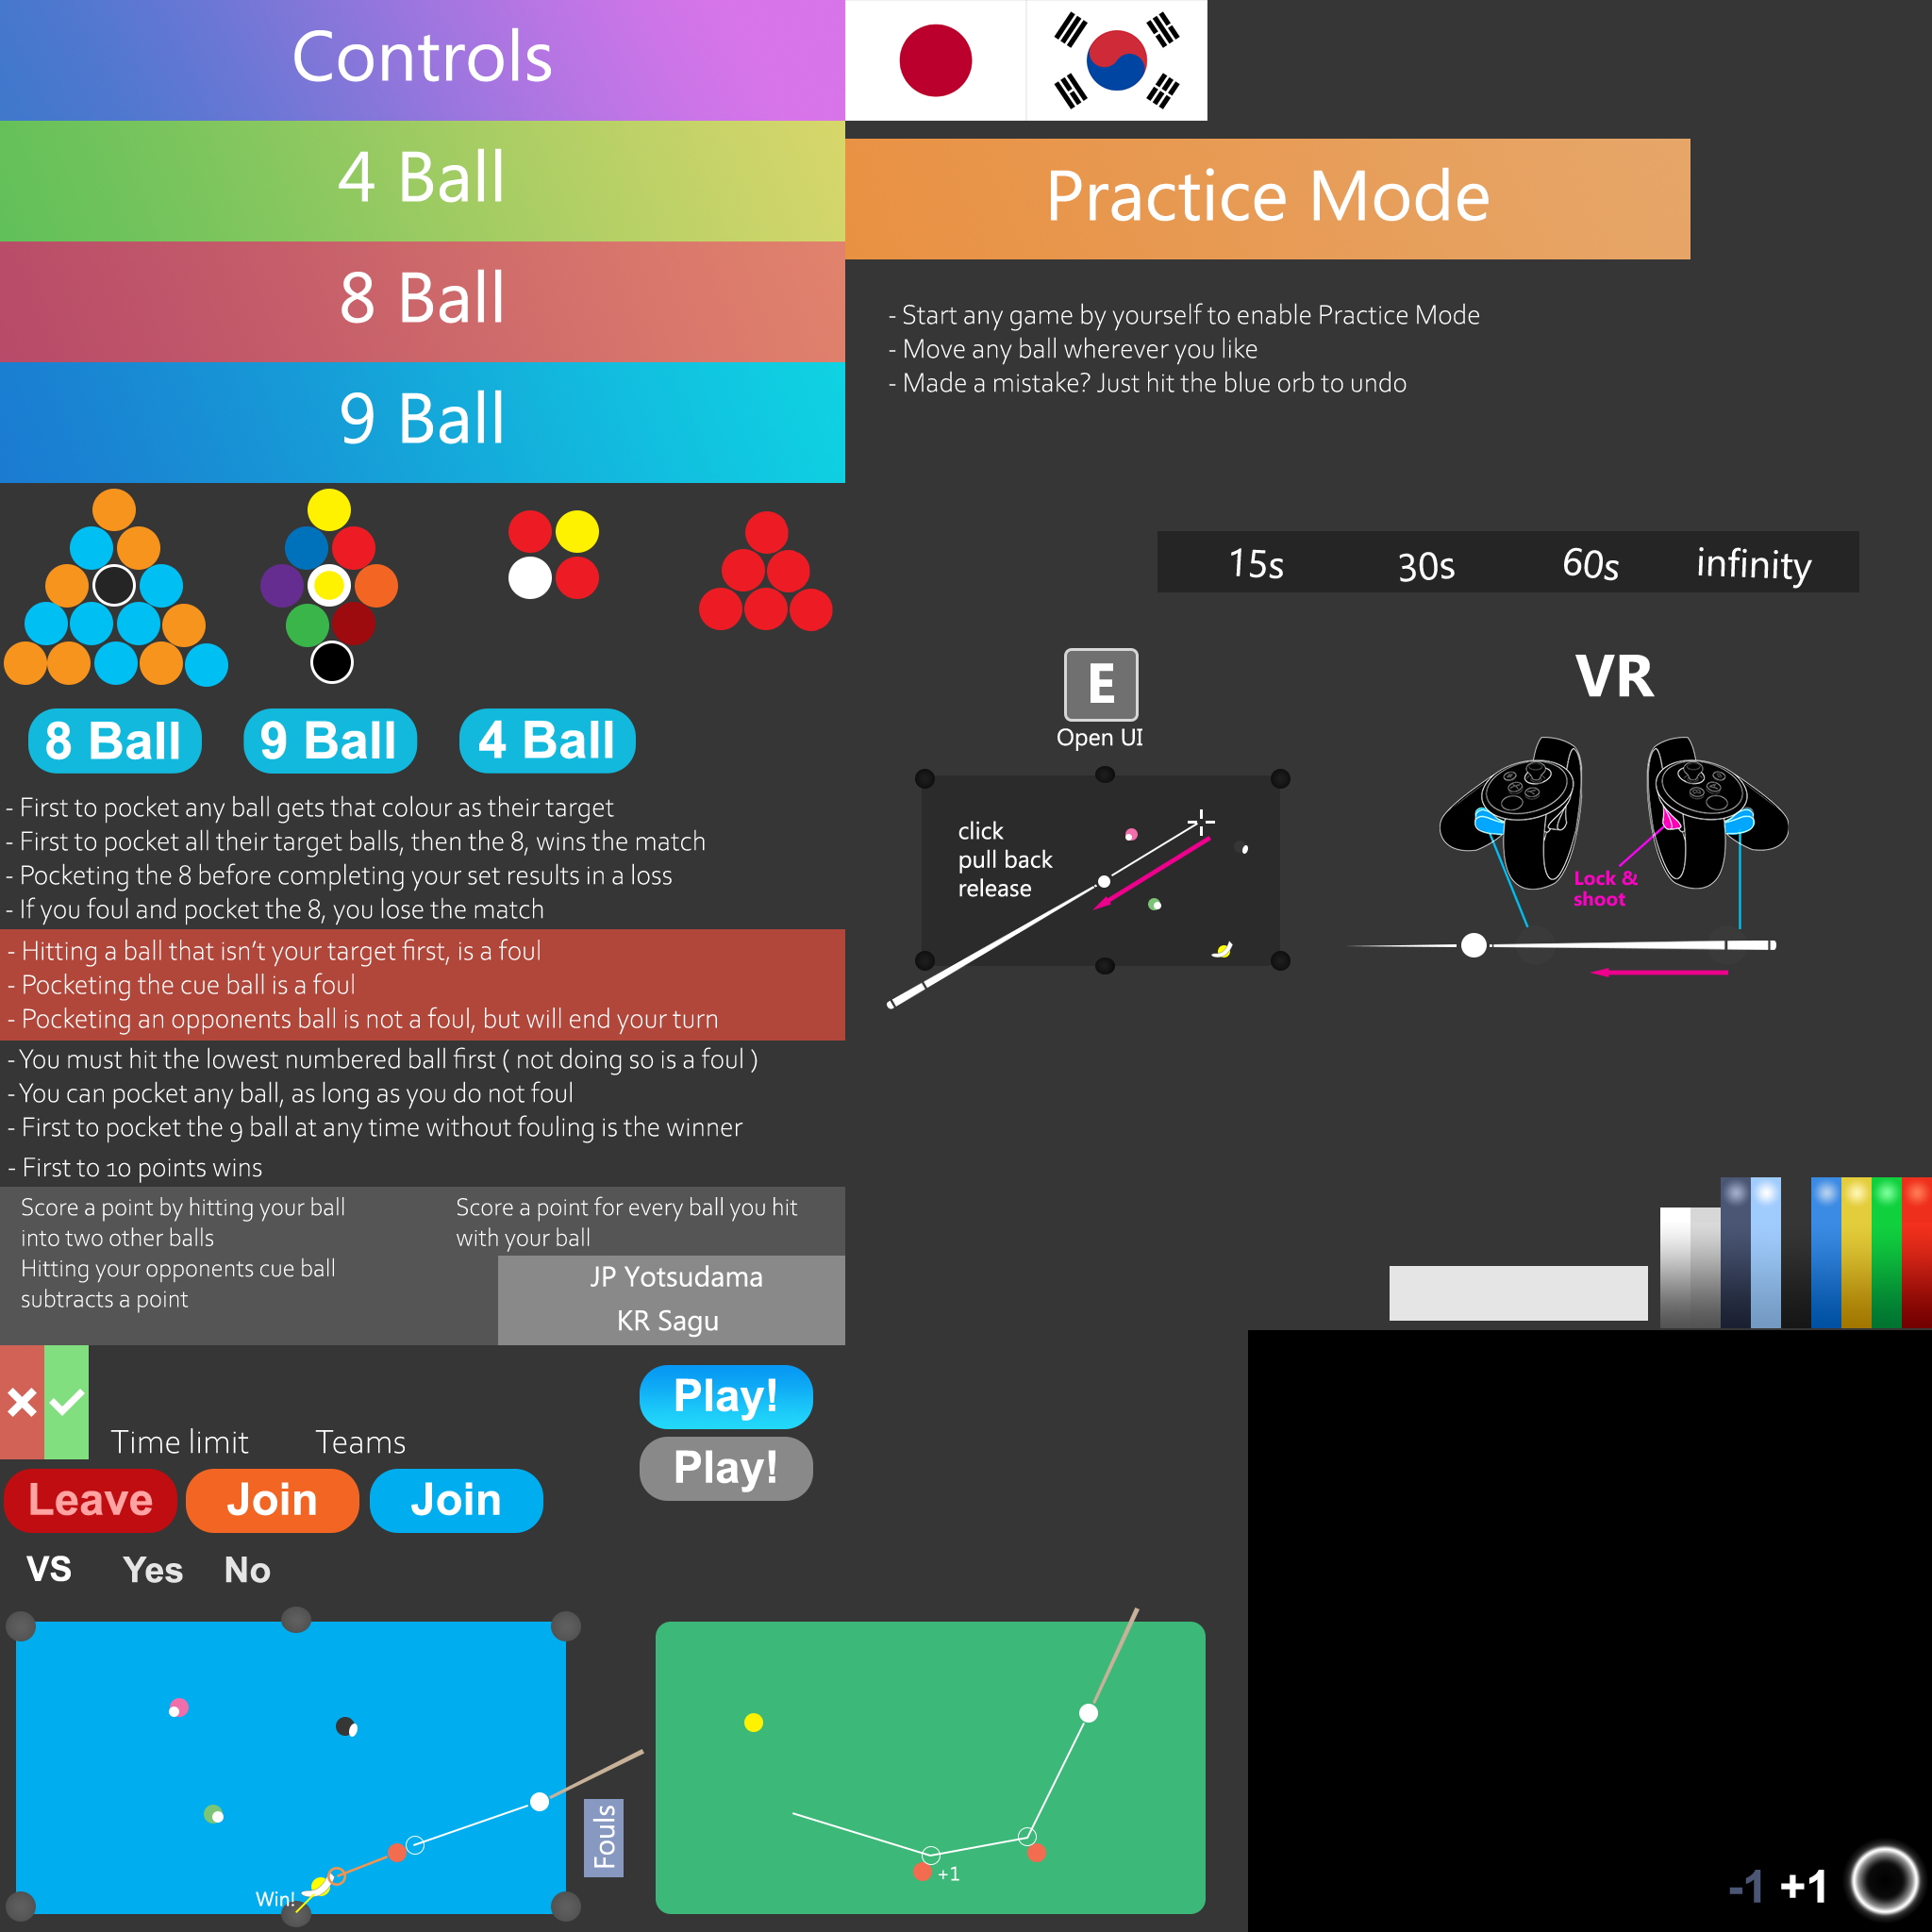 Controls
4 Ball
8 Ball
9 Ball
Practice Mode
- Start any game by yourself to enable Practice Mode
- Move any ball wherever you like
- Made a mistake? Just hit the blue orb to undo
15s 30s 60s infinity
8 Ball 9 Ball 4 Ball
E
Open UI
click
pull back
release
VR
Lock &
shoot
- First to pocket any ball gets that colour as their target
- First to pocket all their target balls, then the 8, wins the match
- Pocketing the 8 before completing your set results in a loss
- If you foul and pocket the 8, you lose the match
- Hitting a ball that isn’t your target first, is a foul
- Pocketing the cue ball is a foul
- Pocketing an opponents ball is not a foul, but will end your turn
- You must hit the lowest numbered ball first ( not doing so is a foul )
- You can pocket any ball, as long as you do not foul
- First to pocket the 9 ball at any time without fouling is the winner
- First to 10 points wins
Score a point by hitting your ball
into two other balls
Hitting your opponents cue ball
subtracts a point
Score a point for every ball you hit
with your ball
JP Yotsudama
KR Sagu
Time limit Teams
Play!
Play!
Leave Join Join
VS Yes No
Win!
Fouls
+1
-1 +1